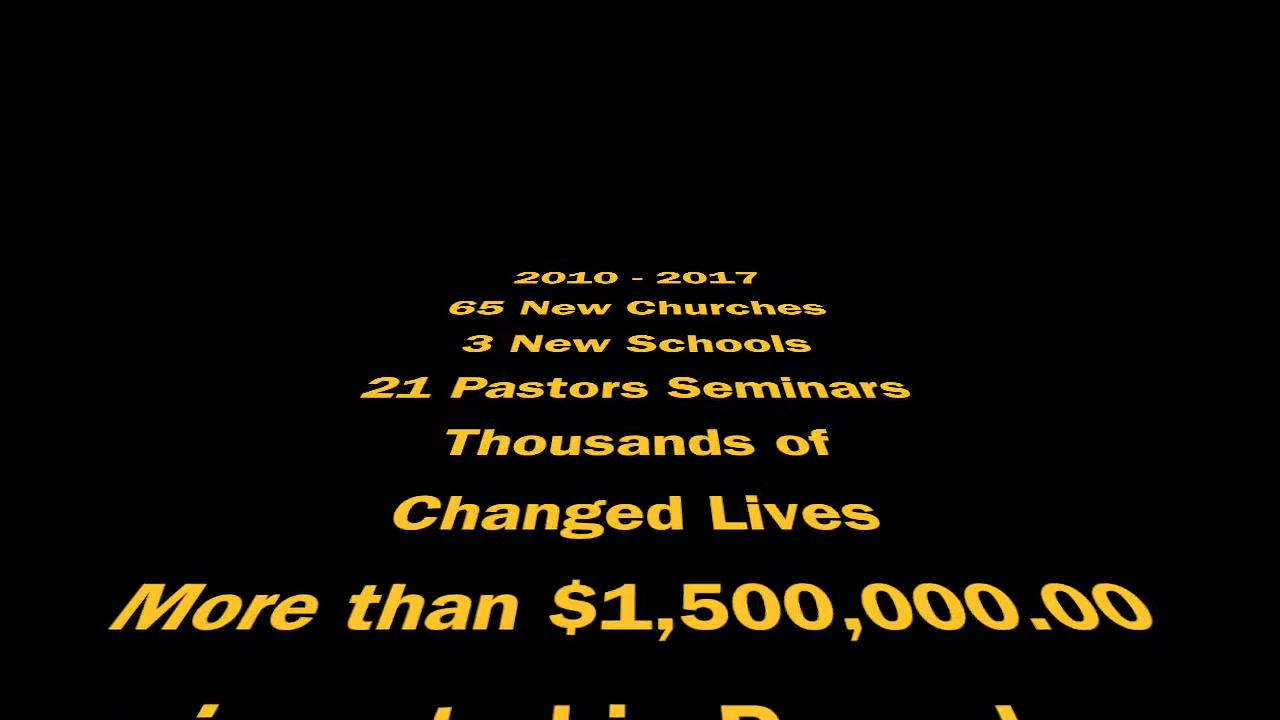 2010 - 2017
65 New Churches
3 New Schools
21 Pastors Seminars
Thousands of
Changed Lives
More than $1,500,000.00